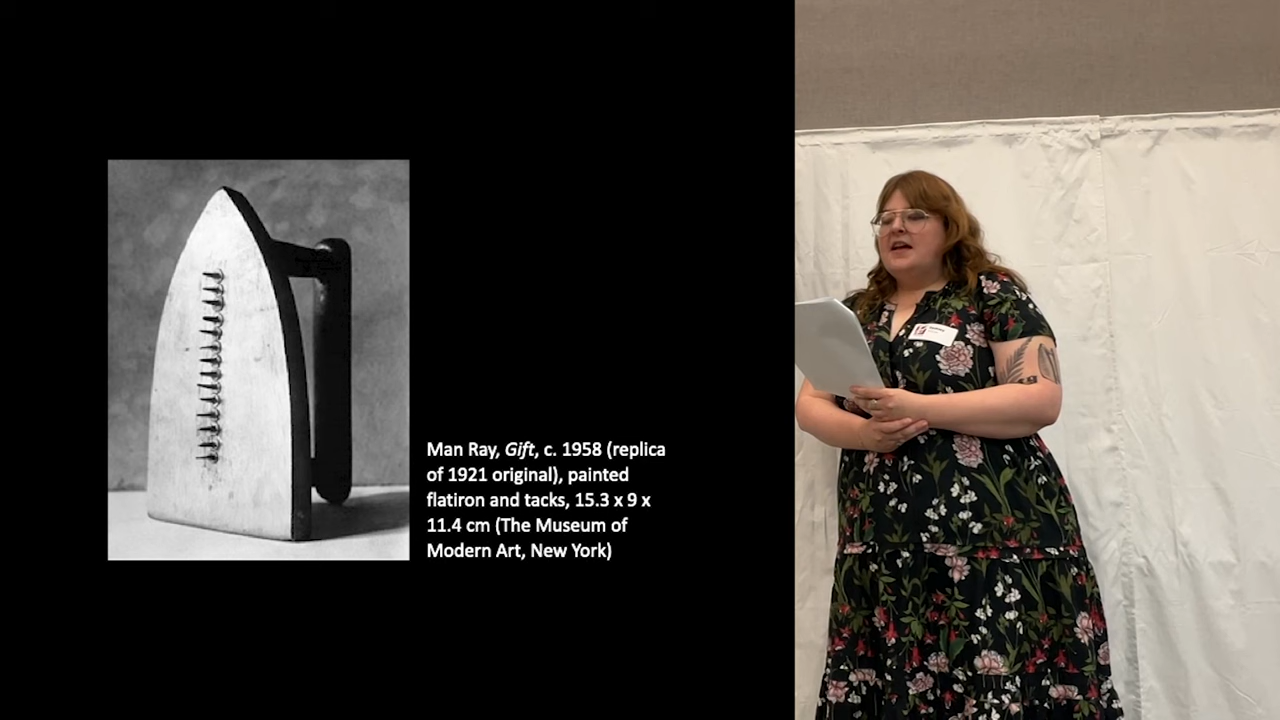 Man Ray, Gift, c. 1958 (replica
of 1921 original), painted
flatiron and tacks, 15.3 x 9 x
11.4 cm (The Museum of
Modern Art, New York)